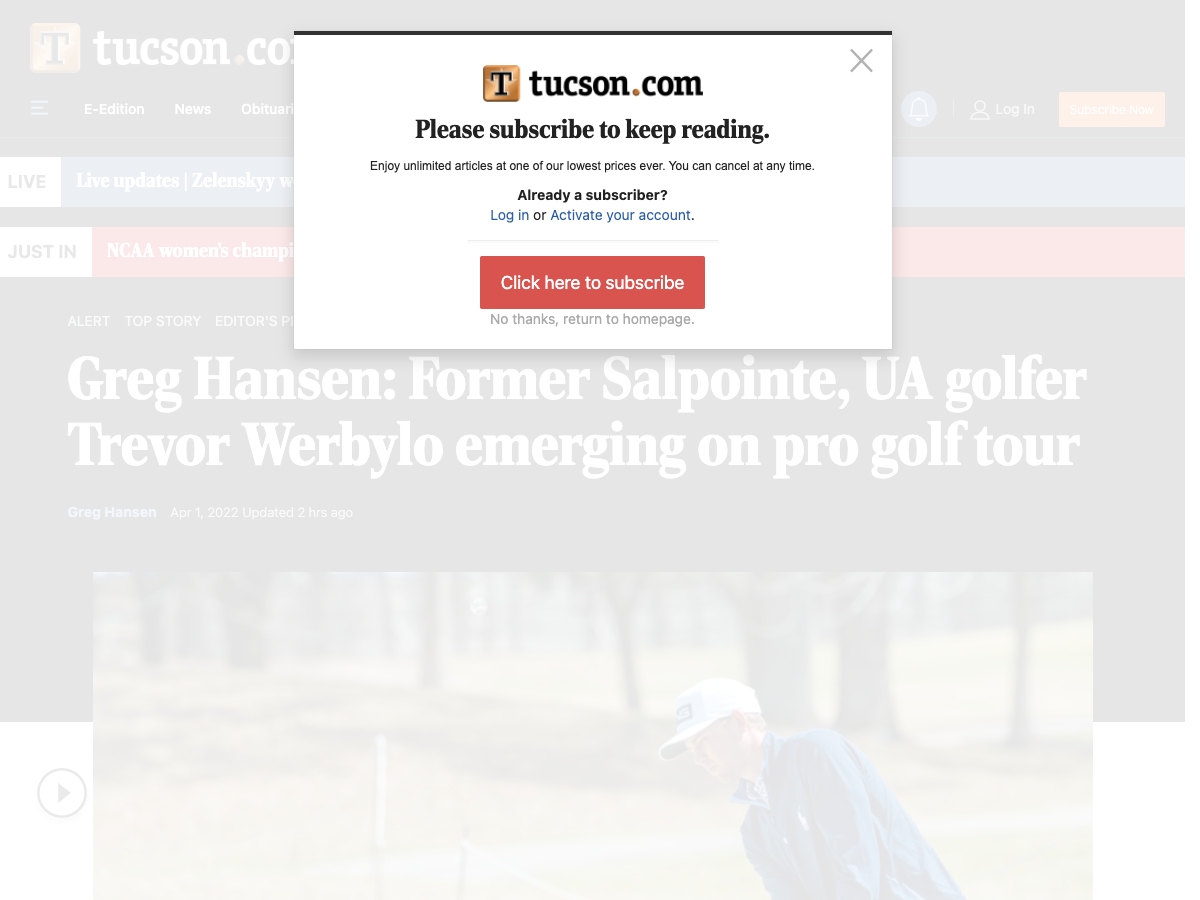 T tucson.co
E-Edition News Obituari
Log In
Subscribe Now
LIVE
Live updates | Zelenskyy w
JUST IN
NCAA women's champi
ALERT TOP STORY EDITOR'S PI
T tucson.com
Please subscribe to keep reading.
Enjoy unlimited articles at one of our lowest prices ever. You can cancel at any time.
Already a subscriber?
Log in or Activate your account.
Click here to subscribe
No thanks, return to homepage.
Greg Hansen: Former Salpointe, UA golfer
Trevor Werbylo emerging on pro golf tour
Greg Hansen Apr 1, 2022 Updated 2 hrs ago